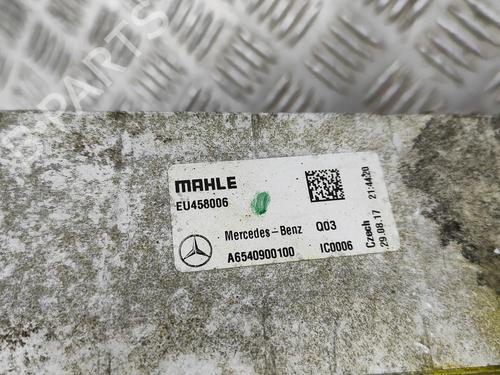 MAHLE
EU458006
Mercedes-Benz Q03
A6540900100 IC0006
Czech 21:44:20
29.08.17